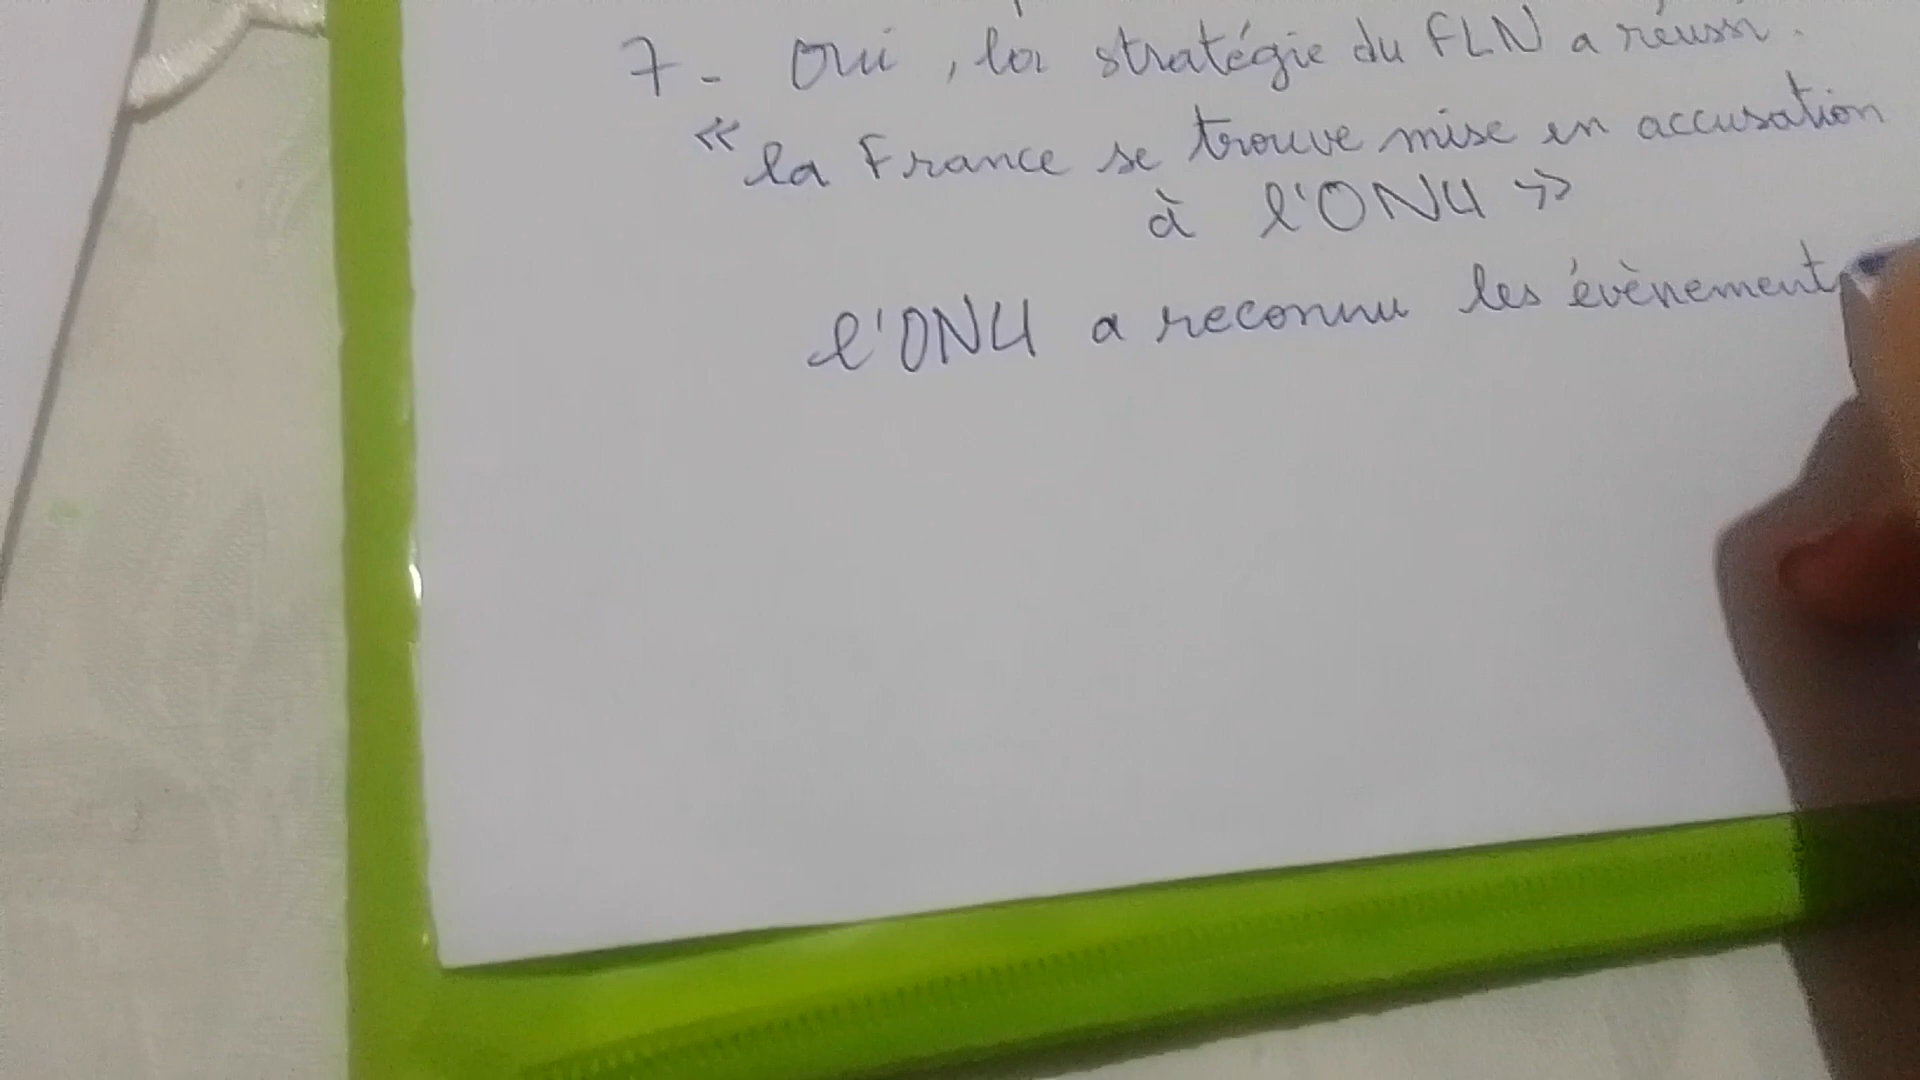 7- Oui, la stratégie du FLN a réussi.
« la France se trouve mise en accusation
à l'ONU »
l'ONU a reconnu les évènement